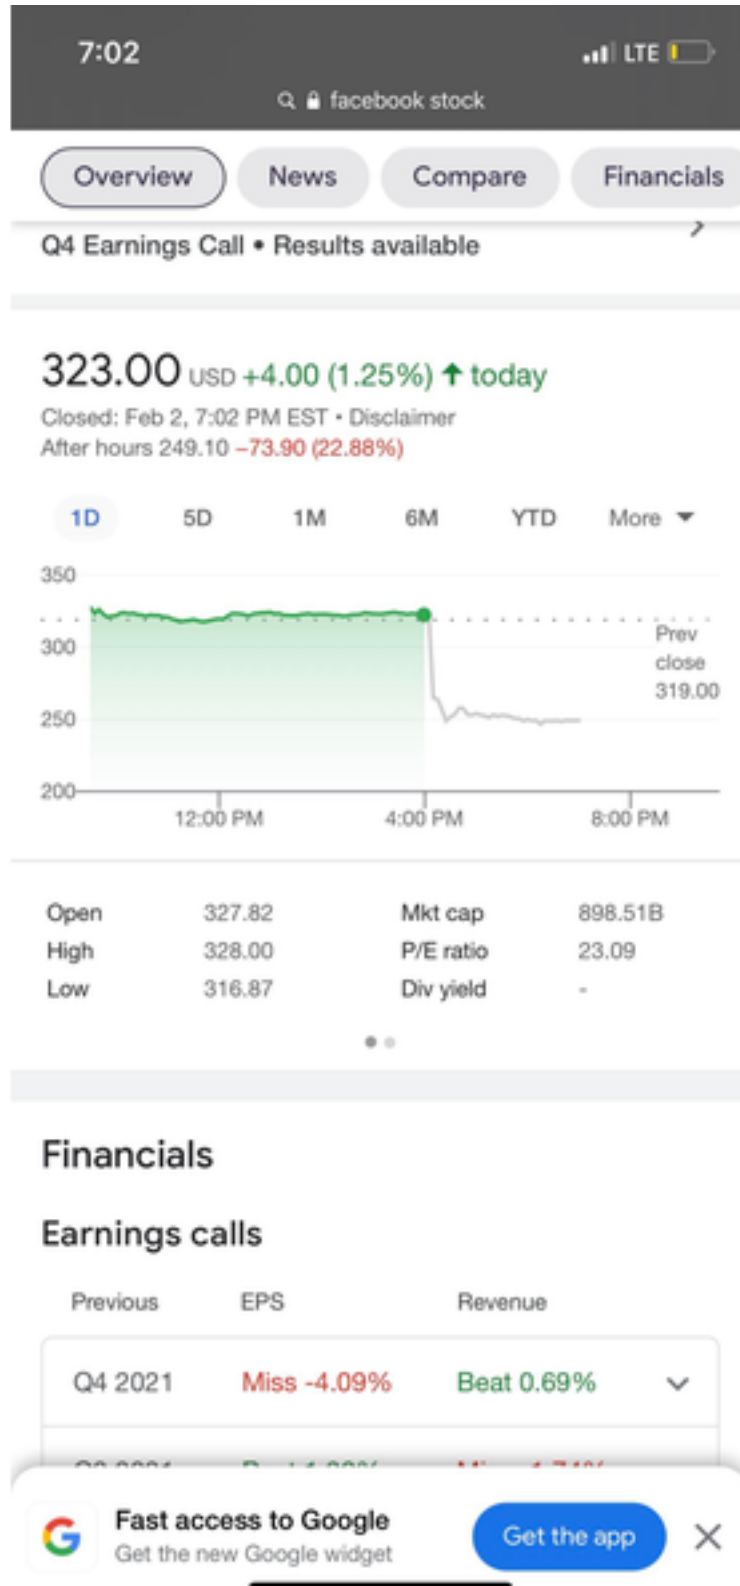 7:02 LTE
facebook stock
Overview News Compare Financials
Q4 Earnings Call • Results available
323.00 USD +4.00 (1.25%) ↑ today
Closed: Feb 2, 7:02 PM EST • Disclaimer
After hours 249.10 −73.90 (22.88%)
1D 5D 1M 6M YTD More
350
300
250
200
Prev
close
319.00
12:00 PM 4:00 PM 8:00 PM
Open 327.82 Mkt cap 898.51B
High 328.00 P/E ratio 23.09
Low 316.87 Div yield -
Financials
Earnings calls
Previous EPS Revenue
Q4 2021 Miss -4.09% Beat 0.69%
Fast access to Google
Get the new Google widget
Get the app